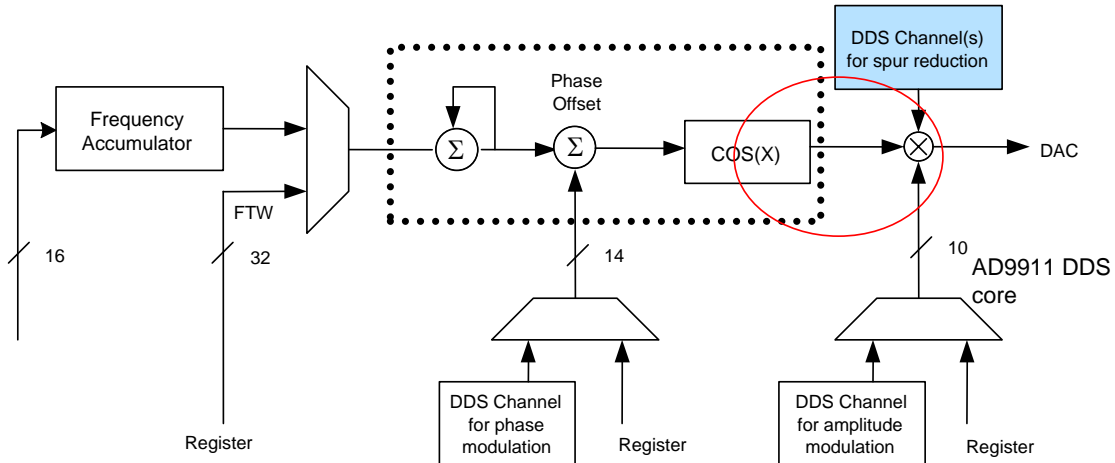 DDS Channel(s)
for spur reduction
Phase
Offset
Frequency
Accumulator
Σ
Σ
COS(X)
DAC
FTW
16
32
14
10
AD9911 DDS
core
DDS Channel
for phase
modulation
Register
DDS Channel
for amplitude
modulation
Register
Register